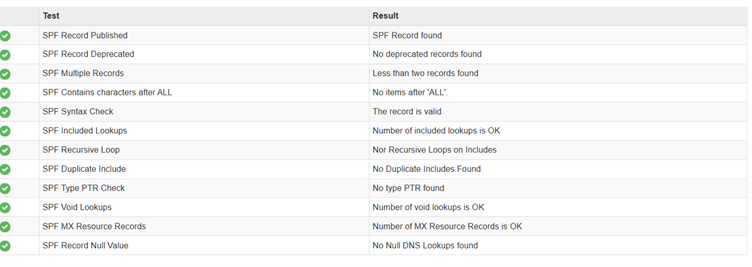 Test Result
SPF Record Published SPF Record found
SPF Record Deprecated No deprecated records found
SPF Multiple Records Less than two records found
SPF Contains characters after ALL No items after 'ALL'.
SPF Syntax Check The record is valid
SPF Included Lookups Number of included lookups is OK
SPF Recursive Loop Nor Recursive Loops on Includes
SPF Duplicate Include No Duplicate Includes Found
SPF Type PTR Check No type PTR found
SPF Void Lookups Number of void lookups is OK
SPF MX Resource Records Number of MX Resource Records is OK
SPF Record Null Value No Null DNS Lookups found